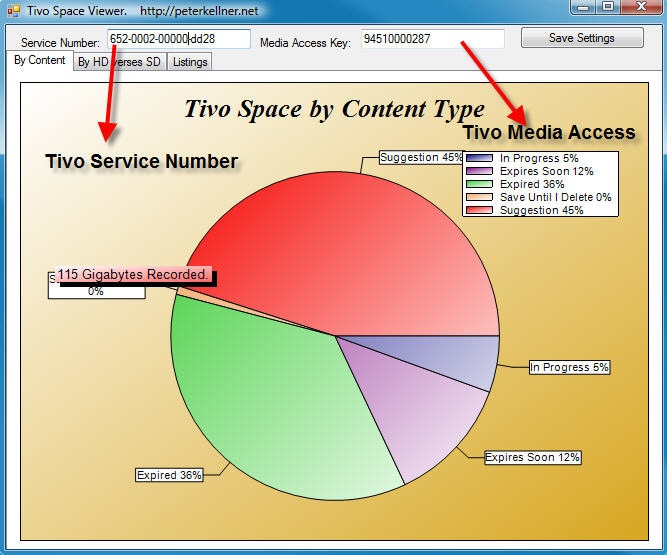 Tivo Space Viewer. http://peterkellner.net
Service Number: 652-0002-00000-dd28 Media Access Key: 94510000287 Save Settings
By Content By HD verses SD Listings
Tivo Space by Content Type
Tivo Media Access
Tivo Service Number
Suggestion 45%
In Progress 5%
Expires Soon 12%
Expired 36%
Save Until I Delete 0%
Suggestion 45%
115 Gigabytes Recorded.
0%
In Progress 5%
Expires Soon 12%
Expired 36%